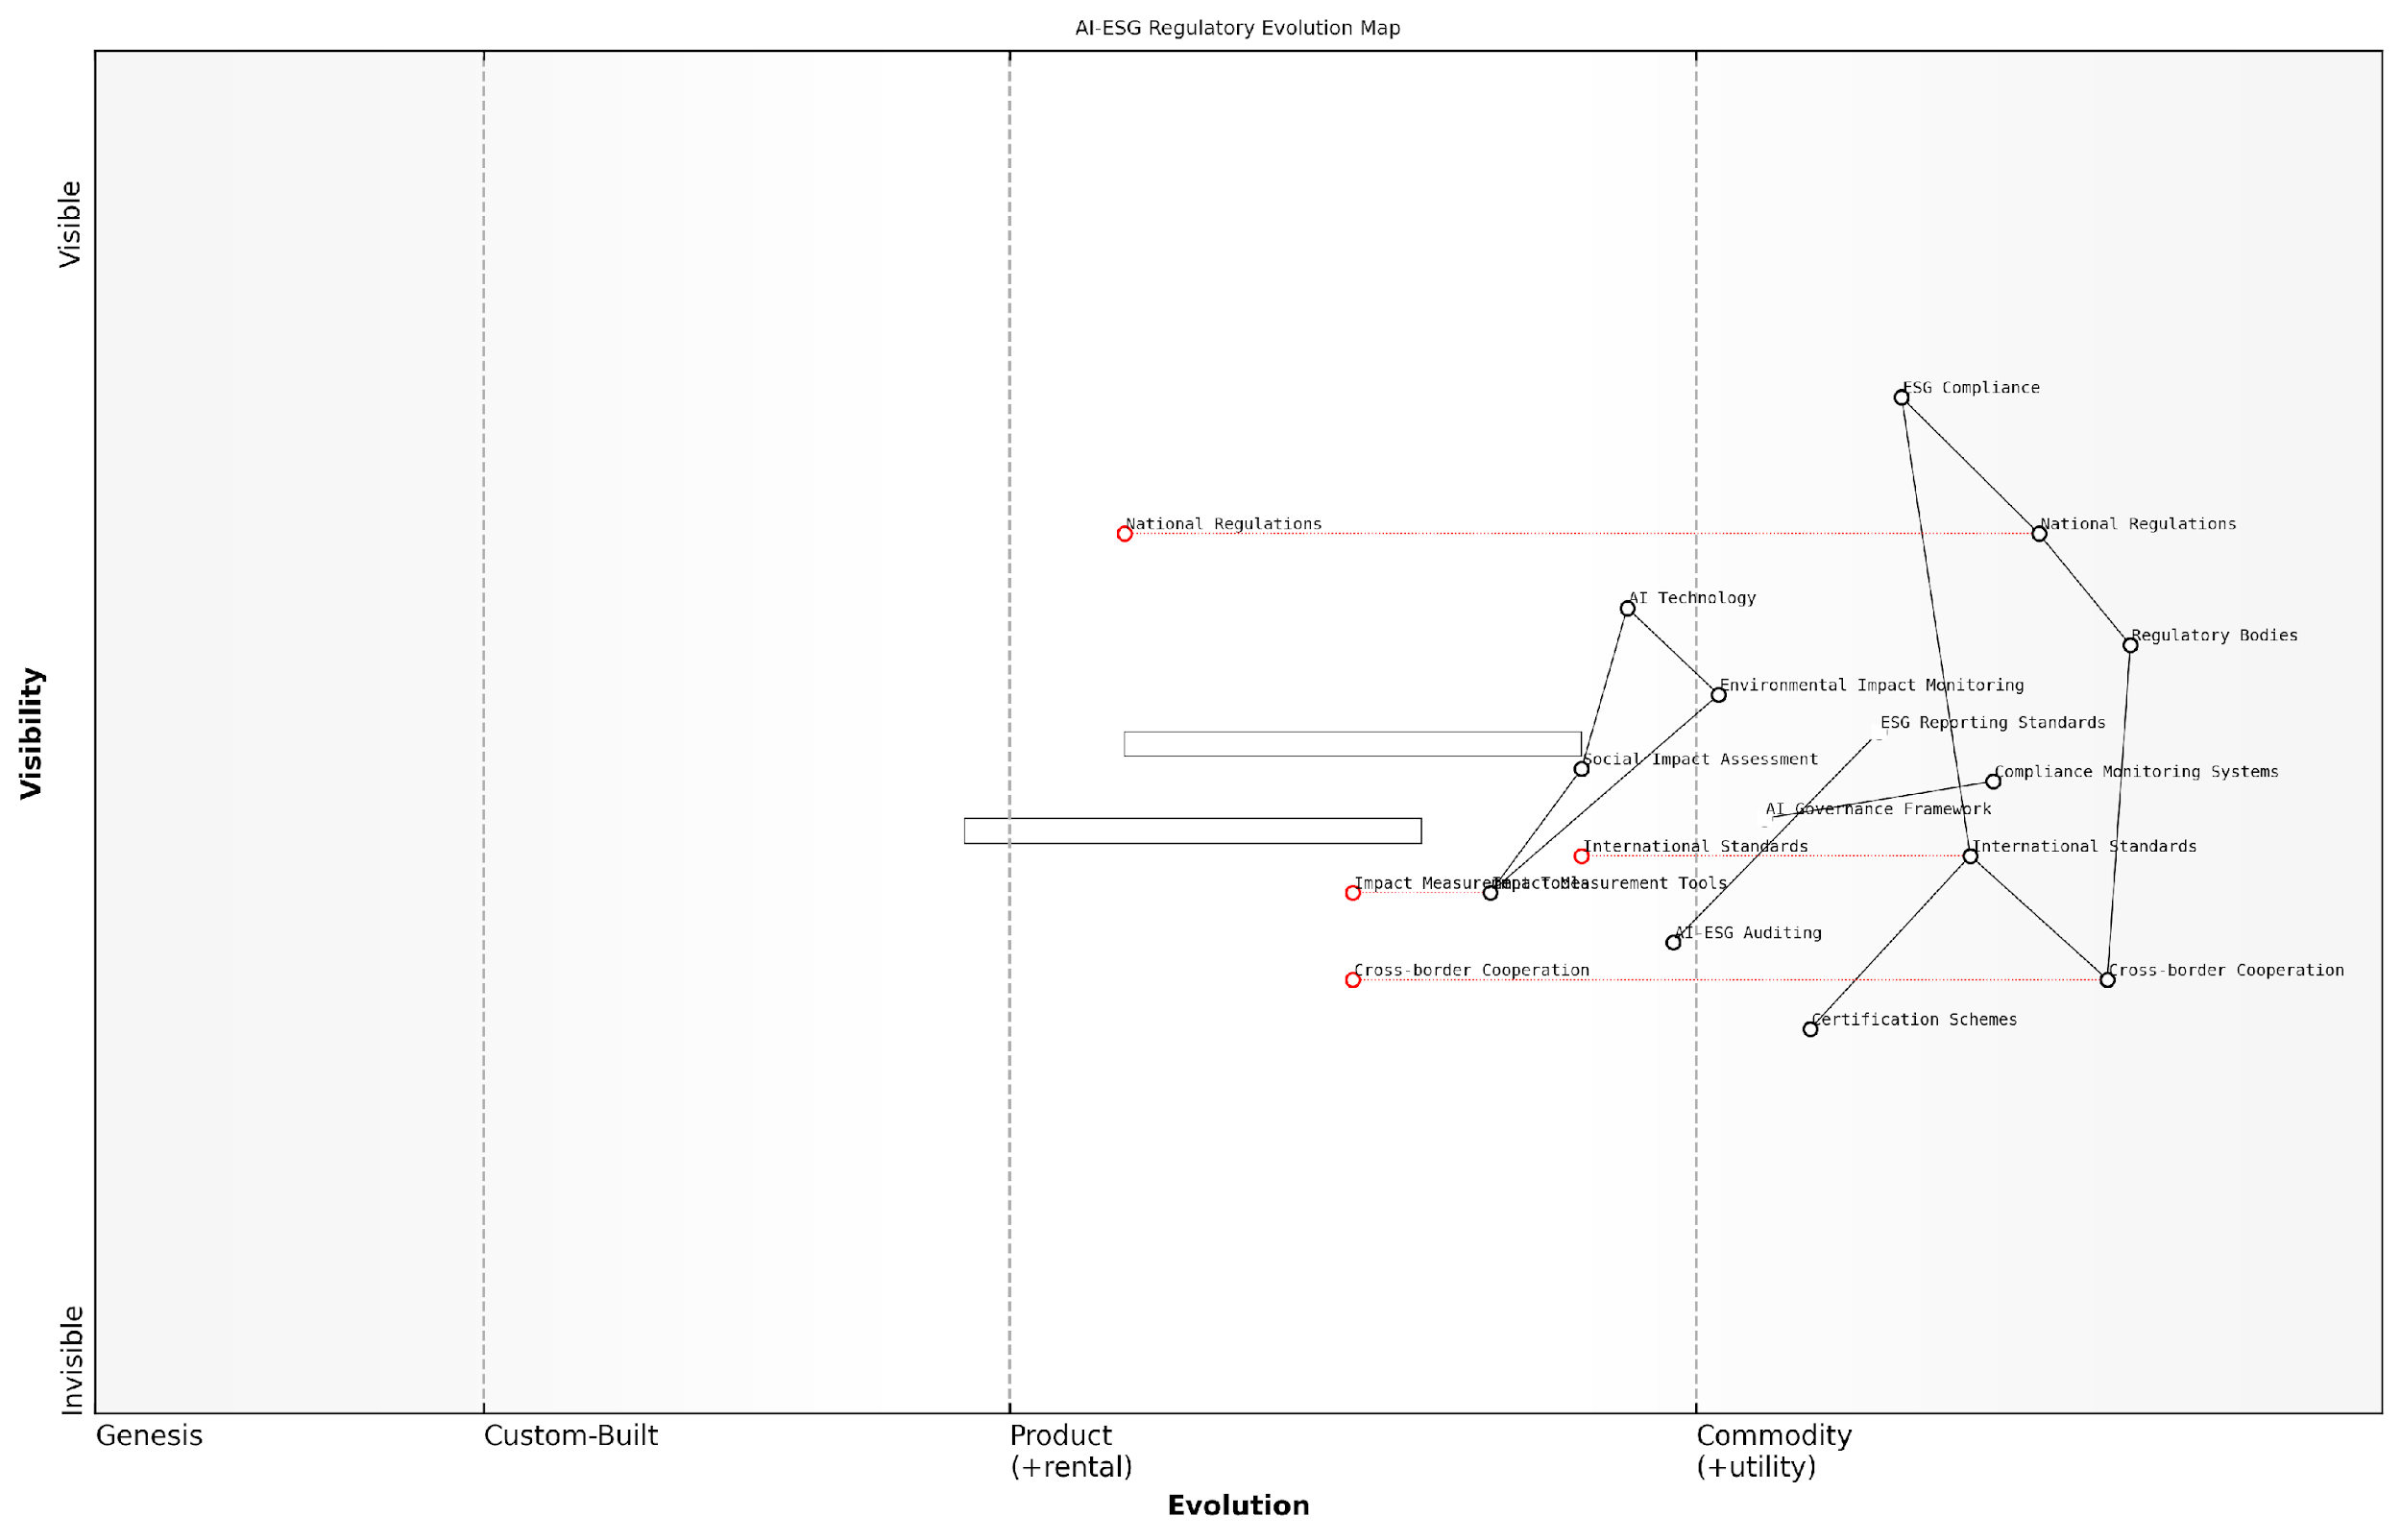 AI-ESG Regulatory Evolution Map
Visible
Visibility
Invisible
ESG Compliance
National Regulations
National Regulations
AI Technology
Regulatory Bodies
Environmental Impact Monitoring
ESG Reporting Standards
Social Impact Assessment
Compliance Monitoring Systems
AI Governance Framework
International Standards
International Standards
Impact Measurement Tools
Impact Measurement Tools
AI-ESG Auditing
Cross-border Cooperation
Cross-border Cooperation
Certification Schemes
Genesis
Custom-Built
Product
(+rental)
Commodity
(+utility)
Evolution